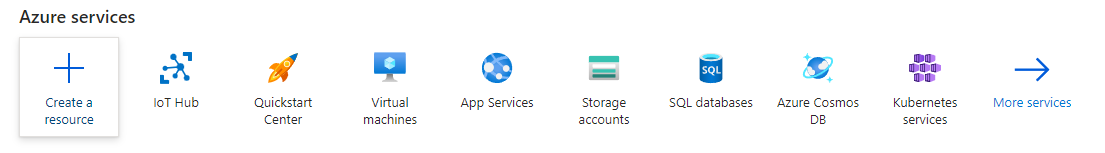 Azure services
Create a
resource
IoT Hub
Quickstart
Center
Virtual
machines
App Services
Storage
accounts
SQL
SQL databases
Azure Cosmos
DB
Kubernetes
services
More services